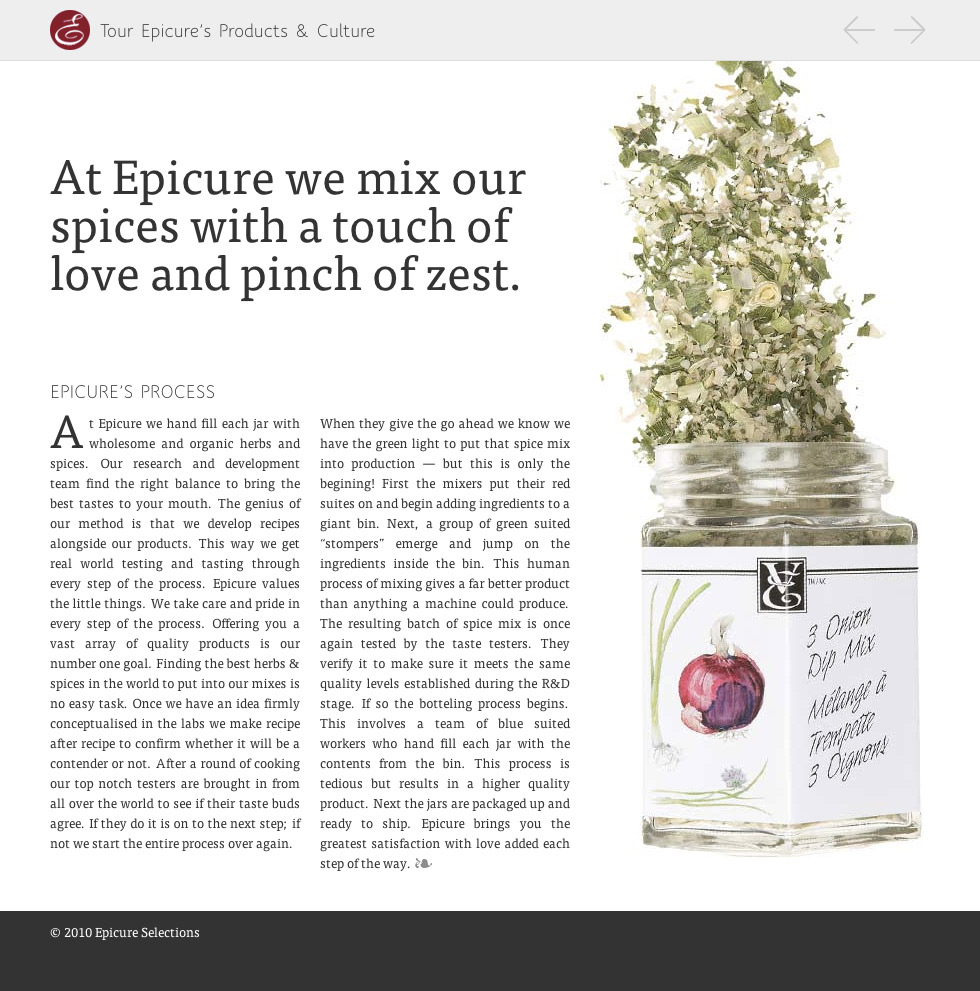 Tour Epicure’s Products & Culture
At Epicure we mix our
spices with a touch of
love and pinch of zest.
EPICURE’S PROCESS
At Epicure we hand fill each jar with
wholesome and organic herbs and
spices. Our research and development
team find the right balance to bring the
best tastes to your mouth. The genius of
our method is that we develop recipes
alongside our products. This way we get
real world testing and tasting through
every step of the process. Epicure values
the little things. We take care and pride in
every step of the process. Offering you a
vast array of quality products is our
number one goal. Finding the best herbs &
spices in the world to put into our mixes is
no easy task. Once we have an idea firmly
conceptualised in the labs we make recipe
after recipe to confirm whether it will be a
contender or not. After a round of cooking
our top notch testers are brought in from
all over the world to see if their taste buds
agree. If they do it is on to the next step; if
not we start the entire process over again.
When they give the go ahead we know we
have the green light to put that spice mix
into production — but this is only the
begining! First the mixers put their red
suites on and begin adding ingredients to a
giant bin. Next, a group of green suited
“stompers” emerge and jump on the
ingredients inside the bin. This human
process of mixing gives a far better product
than anything a machine could produce.
The resulting batch of spice mix is once
again tested by the taste testers. They
verify it to make sure it meets the same
quality levels established during the R&D
stage. If so the botteling process begins.
This involves a team of blue suited
workers who hand fill each jar with the
contents from the bin. This process is
tedious but results in a higher quality
product. Next the jars are packaged up and
ready to ship. Epicure brings you the
greatest satisfaction with love added each
step of the way. ❧
TM/MC
3 Onion
Dip Mix
Mélange à
Trempette
3 Oignons
© 2010 Epicure Selections